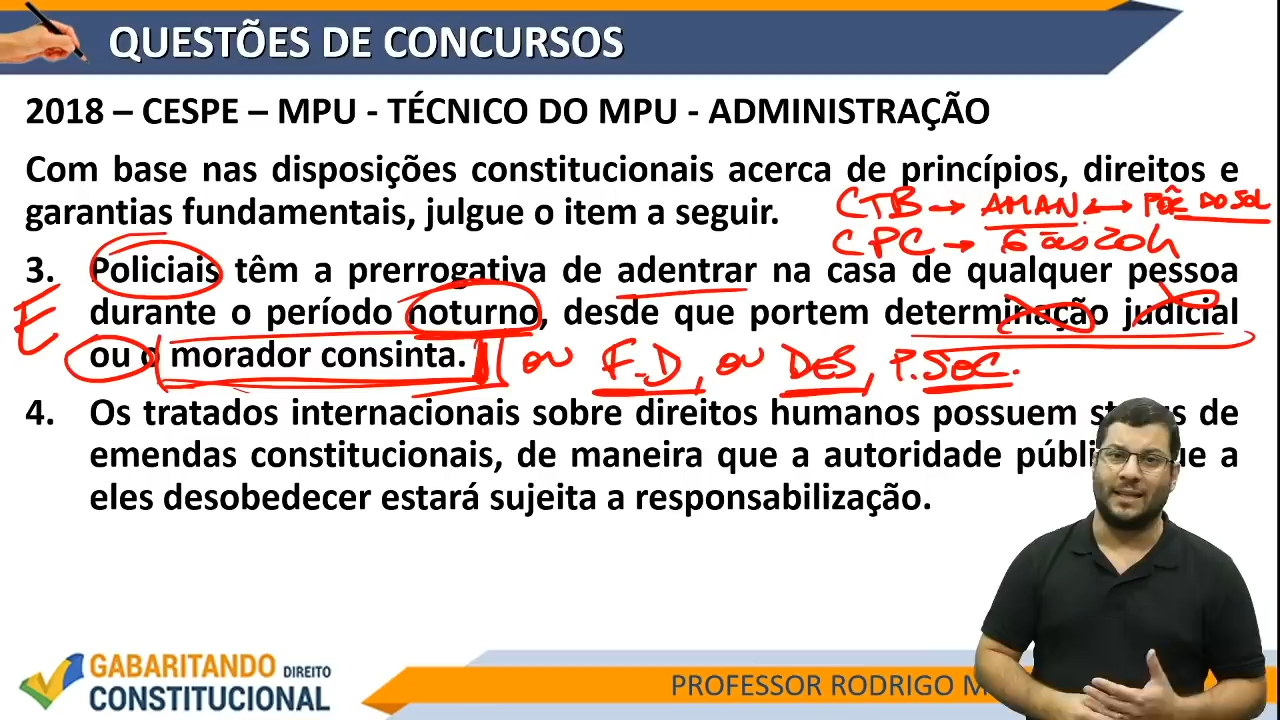 QUESTÕES DE CONCURSOS
2018 – CESPE – MPU - TÉCNICO DO MPU - ADMINISTRAÇÃO
Com base nas disposições constitucionais acerca de princípios, direitos e
garantias fundamentais, julgue o item a seguir.
CTB → AMAN ↔ PÔR DO SOL
CPC → 6 às 20h
3. Policiais têm a prerrogativa de adentrar na casa de qualquer pessoa
E durante o período noturno, desde que portem determinação judicial
ou o morador consinta. ou F.D, ou DES, P.SOC.
4. Os tratados internacionais sobre direitos humanos possuem de
emendas constitucionais, de maneira que a autoridade a
eles desobedecer estará sujeita a responsabilização.
GABARITANDO DIREITO
CONSTITUCIONAL
PROFESSOR RODRIGO